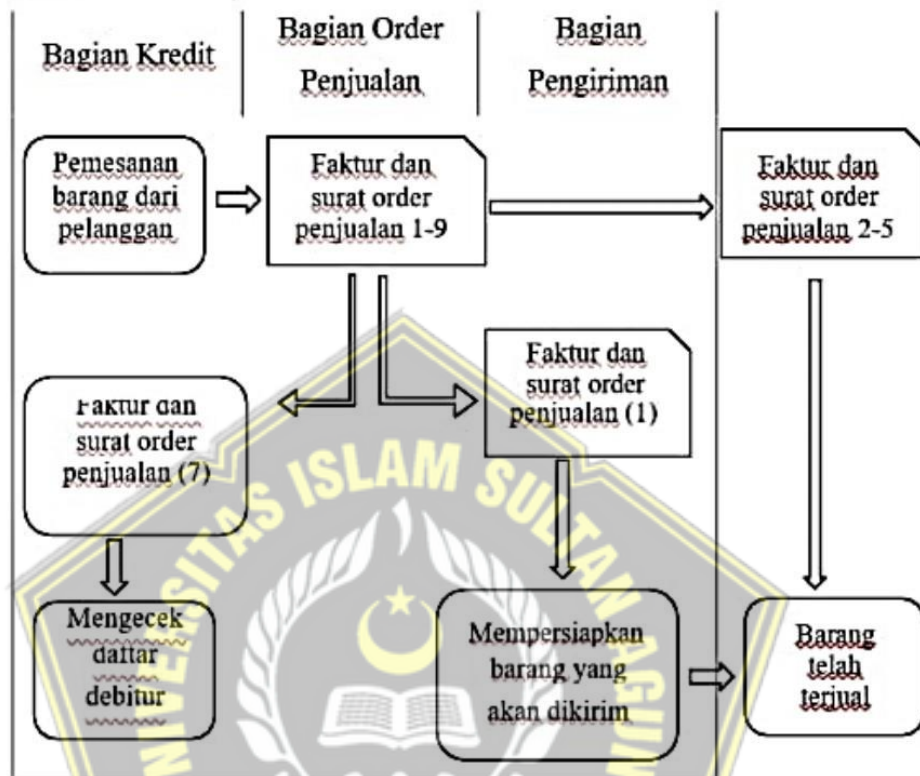 Bagian Kredit
Bagian Order
Penjualan
Bagian
Pengiriman
Pemesanan
barang dari
pelanggan
Faktur dan
surat order
penjualan 1-9
Faktur dan
surat order
penjualan 2-5
Faktur dan
surat order
penjualan (7)
Faktur dan
surat order
penjualan (1)
Mengecek
daftar
debitur
Mempersiapkan
barang yang
akan dikirim
Barang
telah
terjual
UNIVERSITAS ISLAM SULTAN AGUN